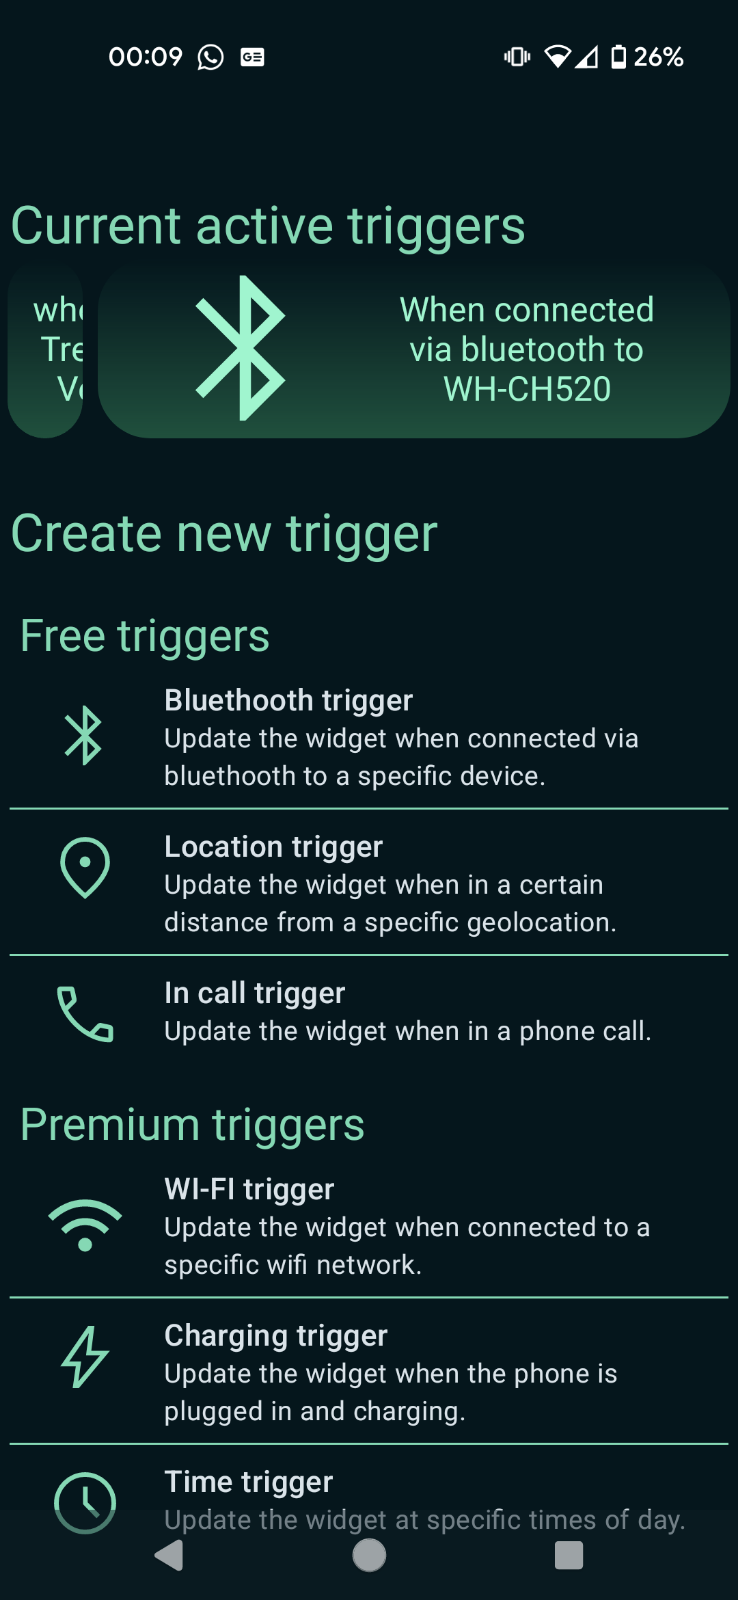 00:09 GE 26%
Current active triggers
Tre
When connected
via bluetooth to
WH-CH520
Create new trigger
Free triggers
Bluethooth trigger
Update the widget when connected via
bluethooth to a specific device.
Location trigger
Update the widget when in a certain
distance from a specific geolocation.
In call trigger
Update the widget when in a phone call.
Premium triggers
WI-FI trigger
Update the widget when connected to a
specific wifi network.
Charging trigger
Update the widget when the phone is
plugged in and charging.
Time trigger
Update the widget at specific times of day.